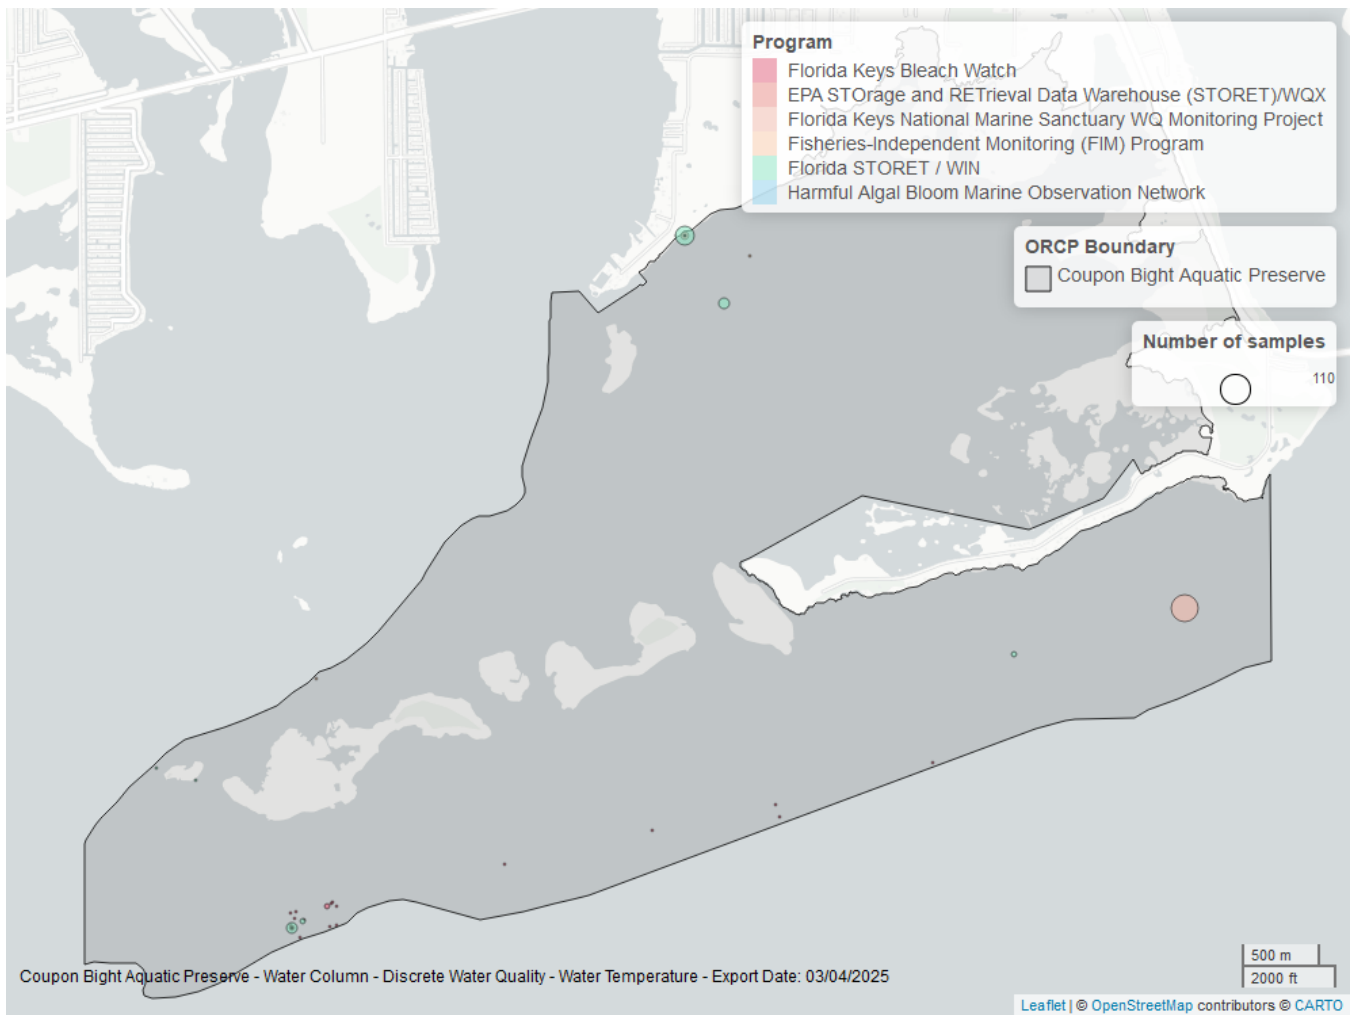 Program
Florida Keys Bleach Watch
EPA STOrage and RETrieval Data Warehouse (STORET)/WQX
Florida Keys National Marine Sanctuary WQ Monitoring Project
Fisheries-Independent Monitoring (FIM) Program
Florida STORET / WIN
Harmful Algal Bloom Marine Observation Network
ORCP Boundary
Coupon Bight Aquatic Preserve
Number of samples
110
500 m
2000 ft
Coupon Bight Aquatic Preserve - Water Column - Discrete Water Quality - Water Temperature - Export Date: 03/04/2025
Leaflet | © OpenStreetMap contributors © CARTO